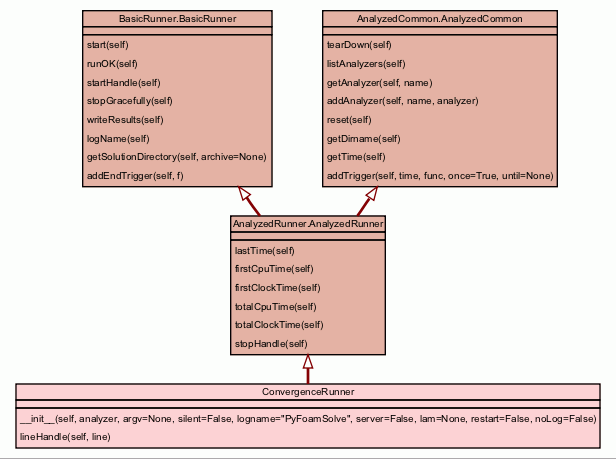 BasicRunner.BasicRunner
start(self)
runOK(self)
startHandle(self)
stopGracefully(self)
writeResults(self)
logName(self)
getSolutionDirectory(self, archive=None)
addEndTrigger(self, f)
AnalyzedCommon.AnalyzedCommon
tearDown(self)
listAnalyzers(self)
getAnalyzer(self, name)
addAnalyzer(self, name, analyzer)
reset(self)
getDirname(self)
getTime(self)
addTrigger(self, time, func, once=True, until=None)
AnalyzedRunner.AnalyzedRunner
lastTime(self)
firstCpuTime(self)
firstClockTime(self)
totalCpuTime(self)
totalClockTime(self)
stopHandle(self)
ConvergenceRunner
__init__(self, analyzer, argv=None, silent=False, logname="PyFoamSolve", server=False, lam=None, restart=False, noLog=False)
lineHandle(self, line)